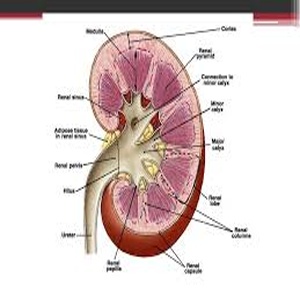 Medulla
Cortex
Renal
pyramid
Connection to
minor calyx
Renal sinus
Minor
calyx
Adipose tissue
in renal sinus
Major
calyx
Renal pelvis
Hilus
Renal
lobe
Ureter
Renal
columns
Renal
papilla
Renal
capsule